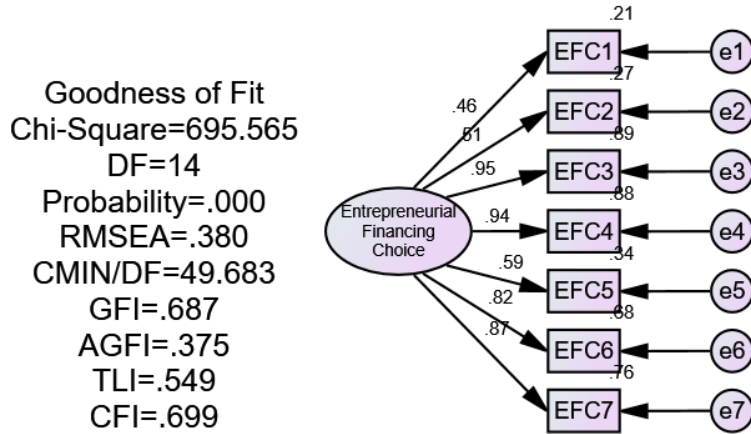 Goodness of Fit
Chi-Square=695.565
DF=14
Probability=.000
RMSEA=.380
CMIN/DF=49.683
GFI=.687
AGFI=.375
TLI=.549
CFI=.699
Entrepreneurial
Financing
Choice
.46
.51
.95
.94
.59
.82
.87
.21
EFC1
e1
.27
EFC2
e2
.89
EFC3
e3
.88
EFC4
e4
.34
EFC5
e5
.68
EFC6
e6
.76
EFC7
e7